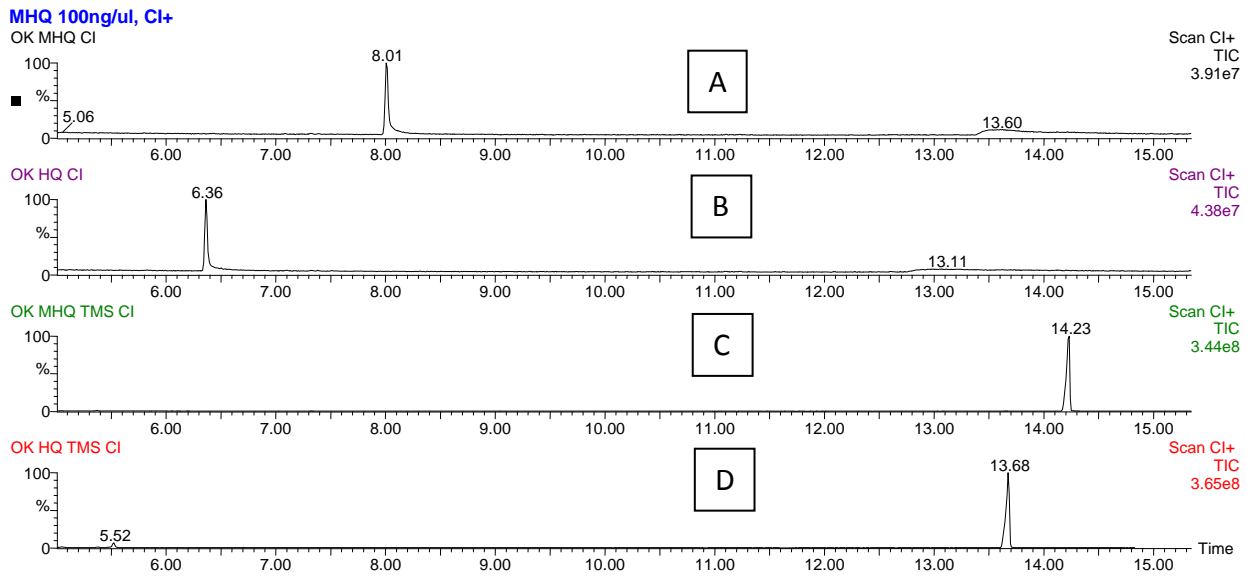 MHQ 100ng/ul, CI+
OK MHQ CI
Scan CI+
TIC
3.91e7
100
%
0
8.01
5.06
13.60
A
6.00 7.00 8.00 9.00 10.00 11.00 12.00 13.00 14.00 15.00
OK HQ CI
Scan CI+
TIC
4.38e7
100
%
0
6.36
13.11
B
6.00 7.00 8.00 9.00 10.00 11.00 12.00 13.00 14.00 15.00
OK MHQ TMS CI
Scan CI+
TIC
3.44e8
100
%
0
14.23
C
6.00 7.00 8.00 9.00 10.00 11.00 12.00 13.00 14.00 15.00
OK HQ TMS CI
Scan CI+
TIC
3.65e8
100
%
0
13.68
5.52
D
Time
6.00 7.00 8.00 9.00 10.00 11.00 12.00 13.00 14.00 15.00